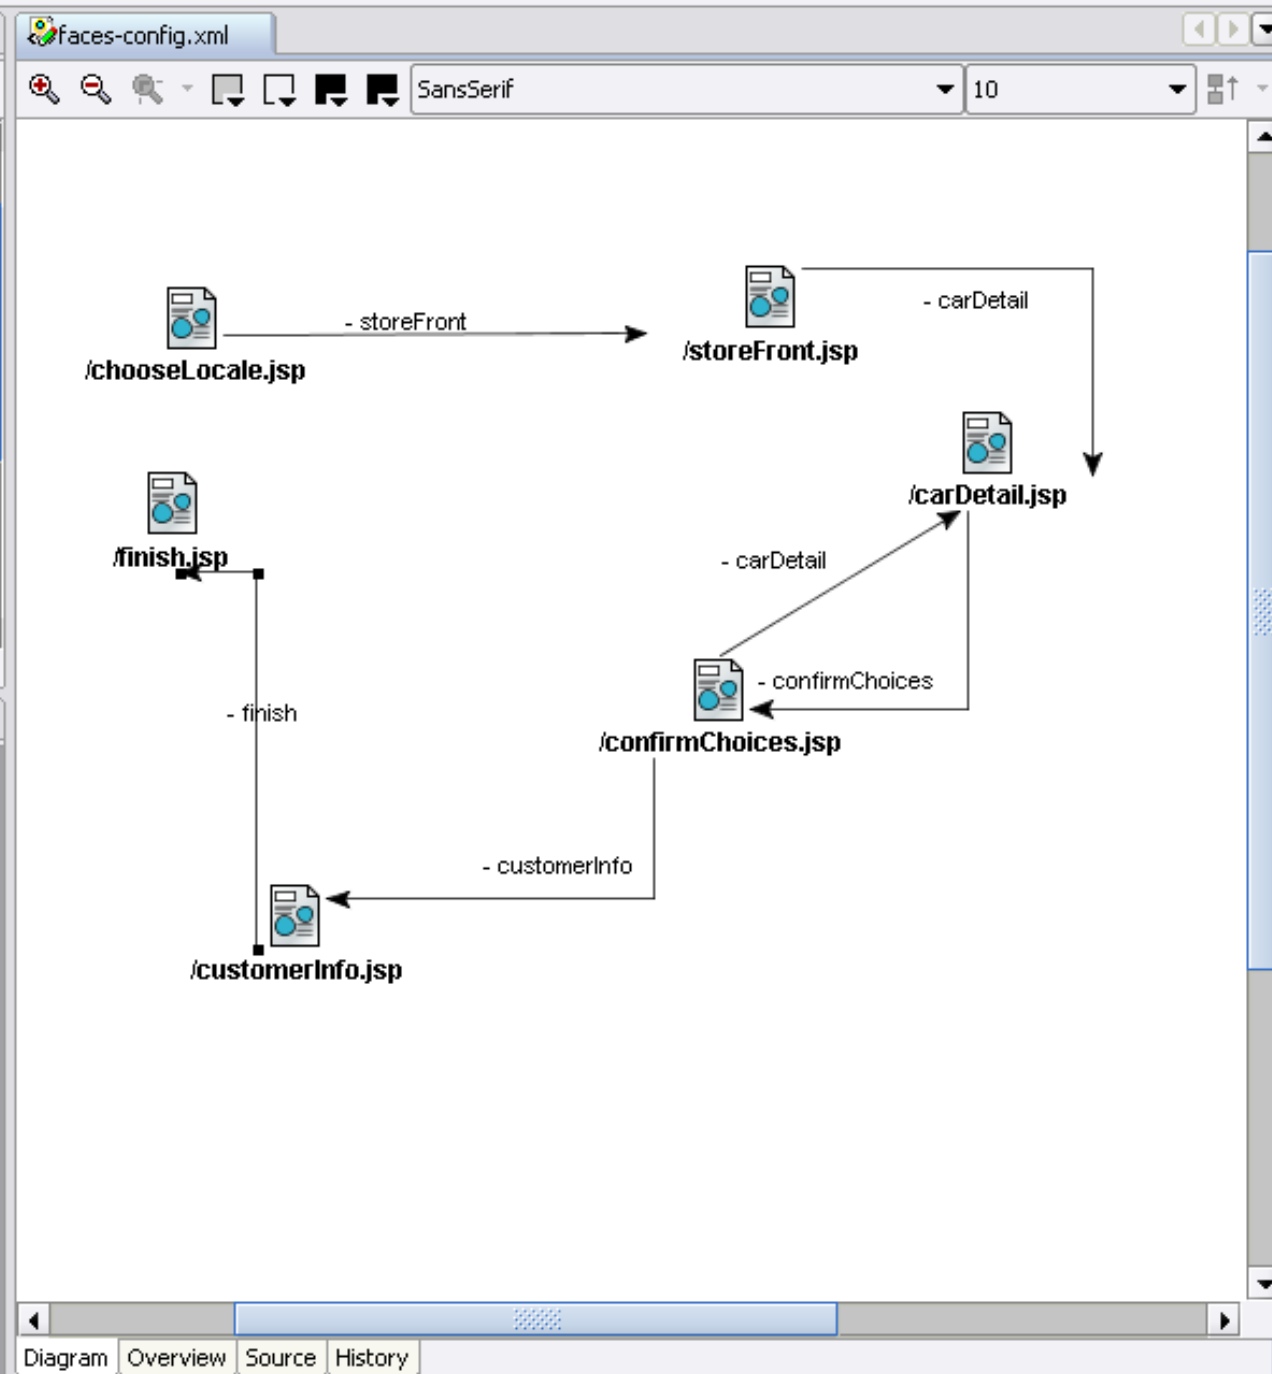 faces-config.xml
SansSerif
10
- storeFront
/chooseLocale.jsp
/storeFront.jsp
- carDetail
/carDetail.jsp
/finish.jsp
- carDetail
- confirmChoices
/confirmChoices.jsp
- finish
- customerInfo
/customerInfo.jsp
Diagram
Overview
Source
History